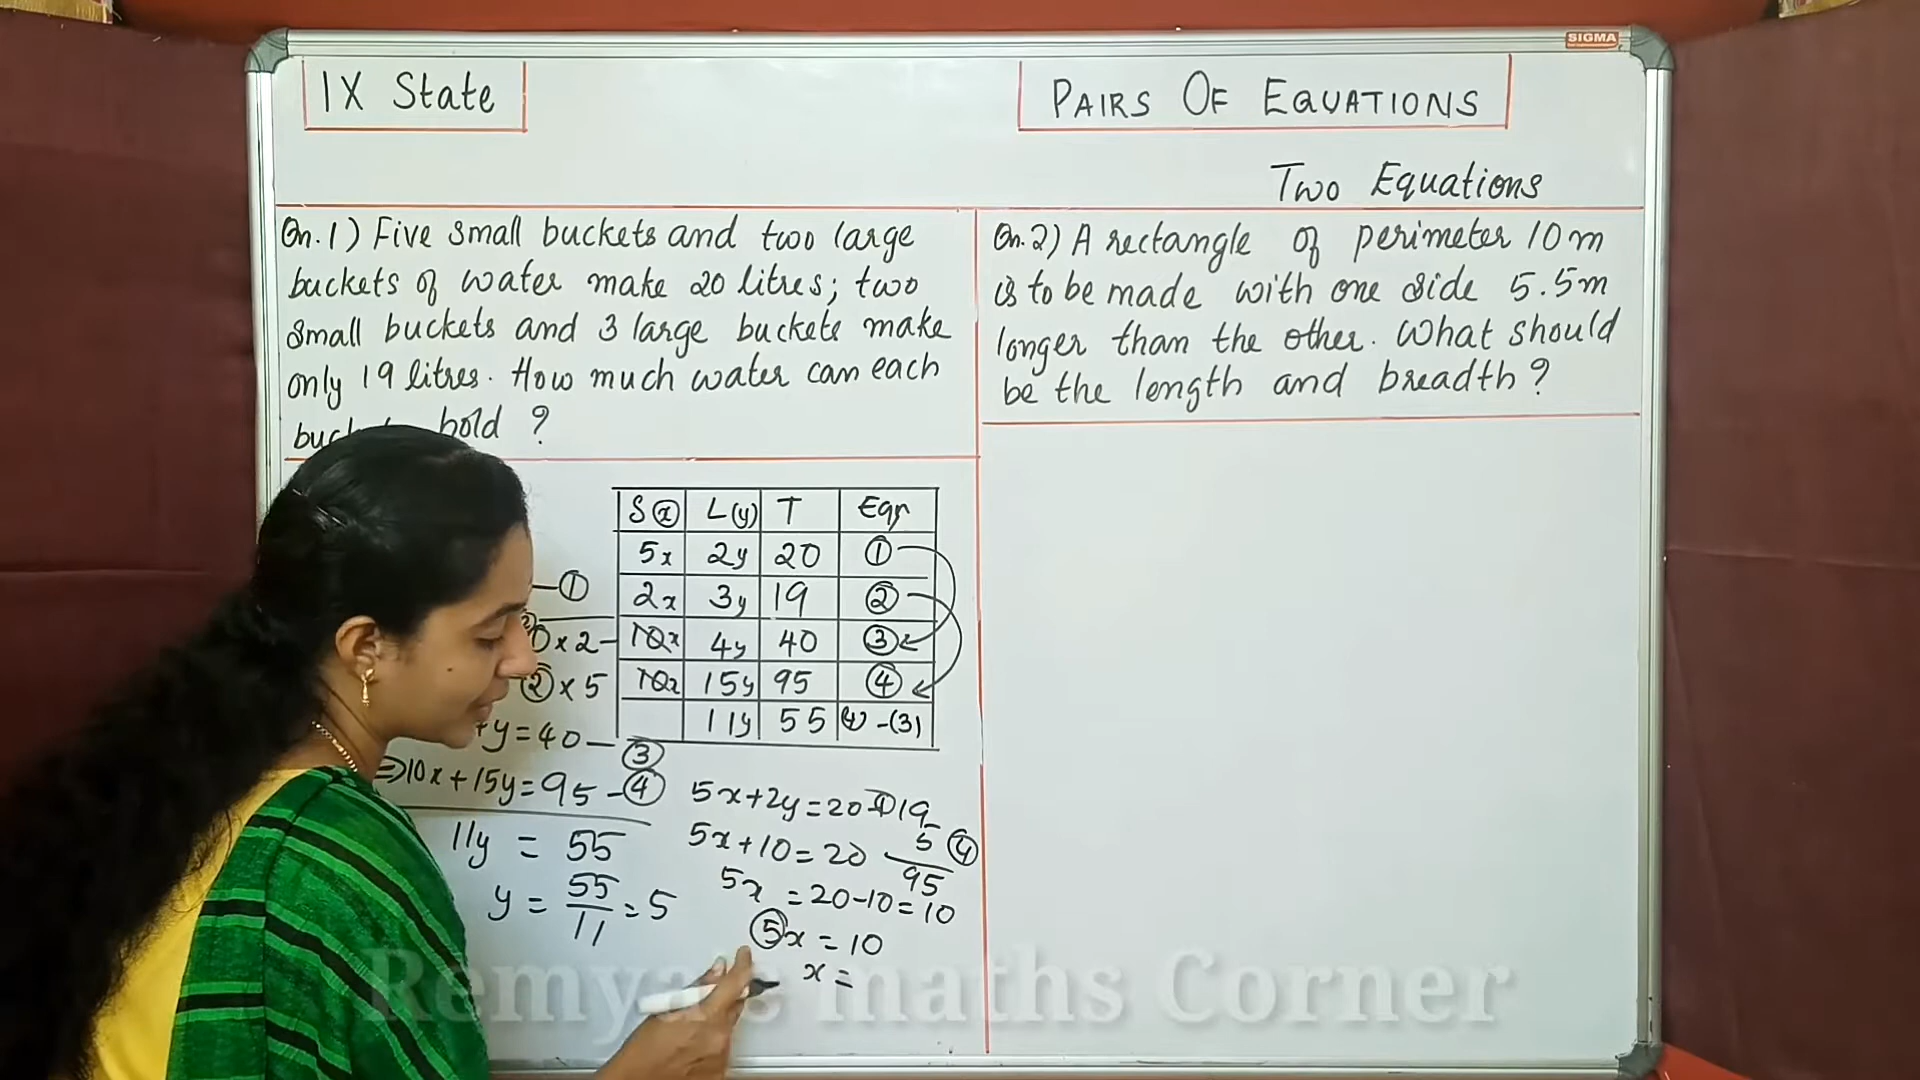 SIGMA
IX State
PAIRS OF EQUATIONS
Two Equations
Qn.1) Five small buckets and two large
buckets of water make 20 litres; two
small buckets and 3 large buckets make
only 19 litres. How much water can each
hold ?
Qn.2) A rectangle of perimeter 10m
is to be made with one side 5.5m
longer than the other. What should
be the length and breadth?
S(x) L(y) T Eqn
5x 2y 20 ①
2x 3y 19 ②
10x 4y 40 ③
10x 15y 95 ④
11y 55 (4)-(3)
—①
×2
②×5
+y=40—③
⇒10x+15y=95-④
11y = 55
y = 55/11 = 5
5x+2y=20-①
5x+10=20
5x =20-10=10
5x=10
x=
19
5 ④
95
Remya's maths Corner